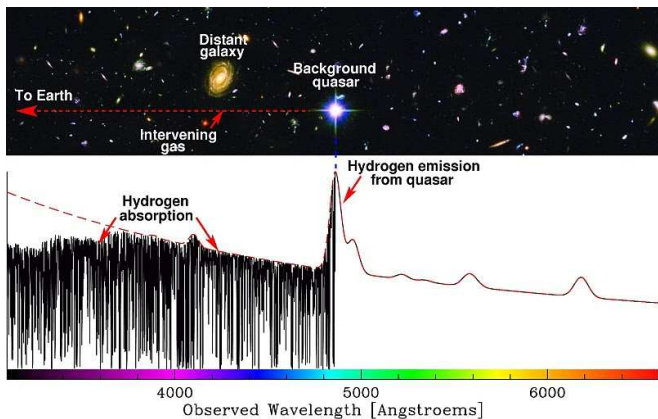 Distant
galaxy
Background
quasar
To Earth
Intervening
gas
Hydrogen emission
from quasar
Hydrogen
absorption
4000 5000 6000
Observed Wavelength [Angstroems]